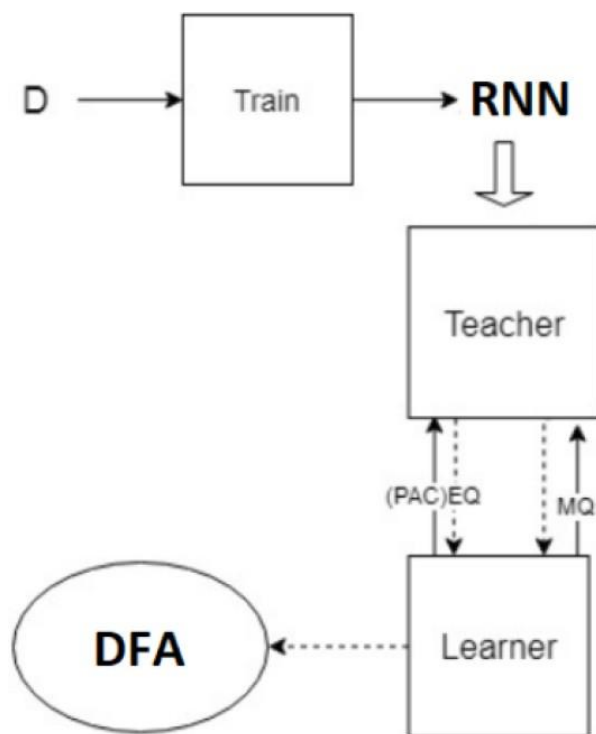 D
Train
RNN
Teacher
(PAC)EQ
MQ
DFA
Learner